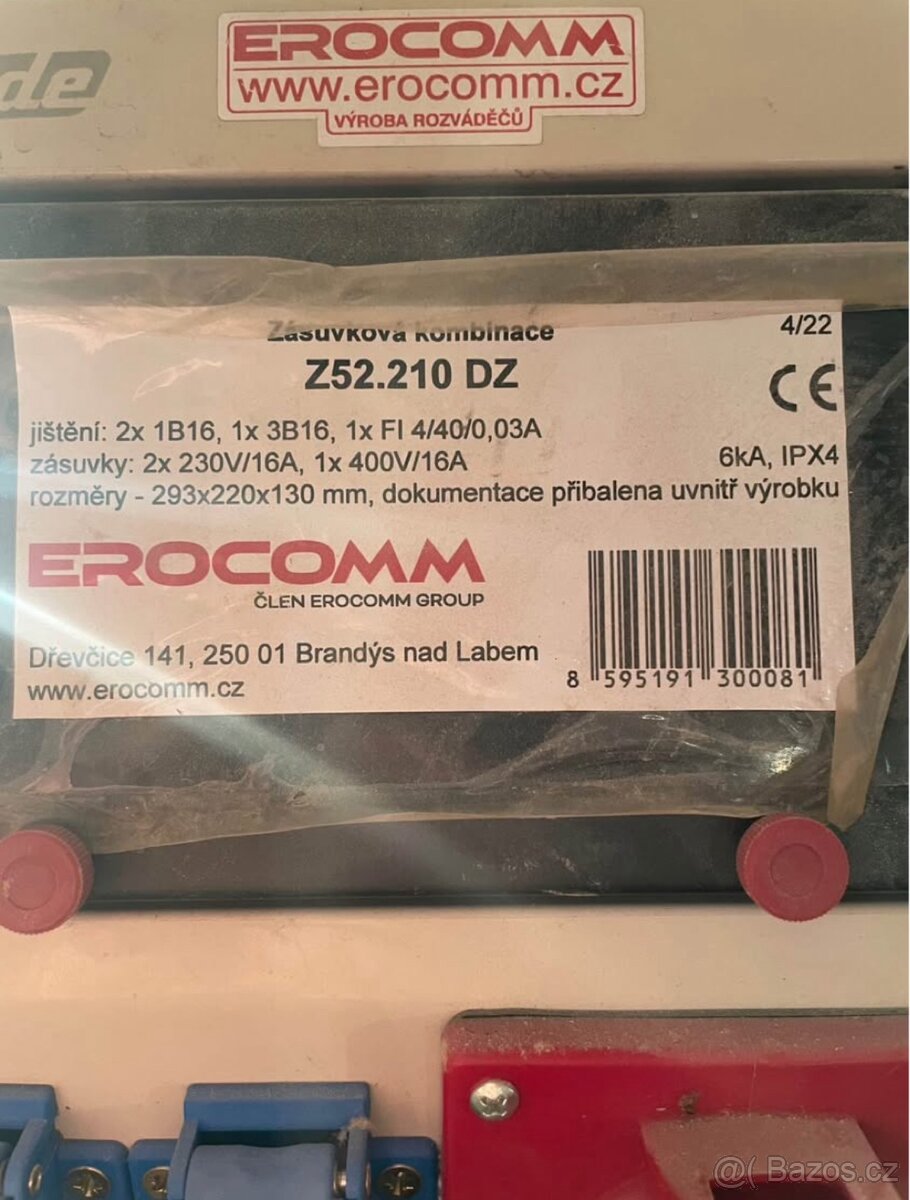 de
EROCOMM
www.erocomm.cz
VÝROBA ROZVÁDĚČŮ
Zásuvková kombinace
4/22
Z52.210 DZ
CE
jištění: 2x 1B16, 1x 3B16, 1x FI 4/40/0,03A
zásuvky: 2x 230V/16A, 1x 400V/16A
6kA, IPX4
rozměry - 293x220x130 mm, dokumentace přibalena uvnitř výrobku
EROCOMM
ČLEN EROCOMM GROUP
Dřevčice 141, 250 01 Brandýs nad Labem
www.erocomm.cz
8 595191 300081
@( Bazos.cz